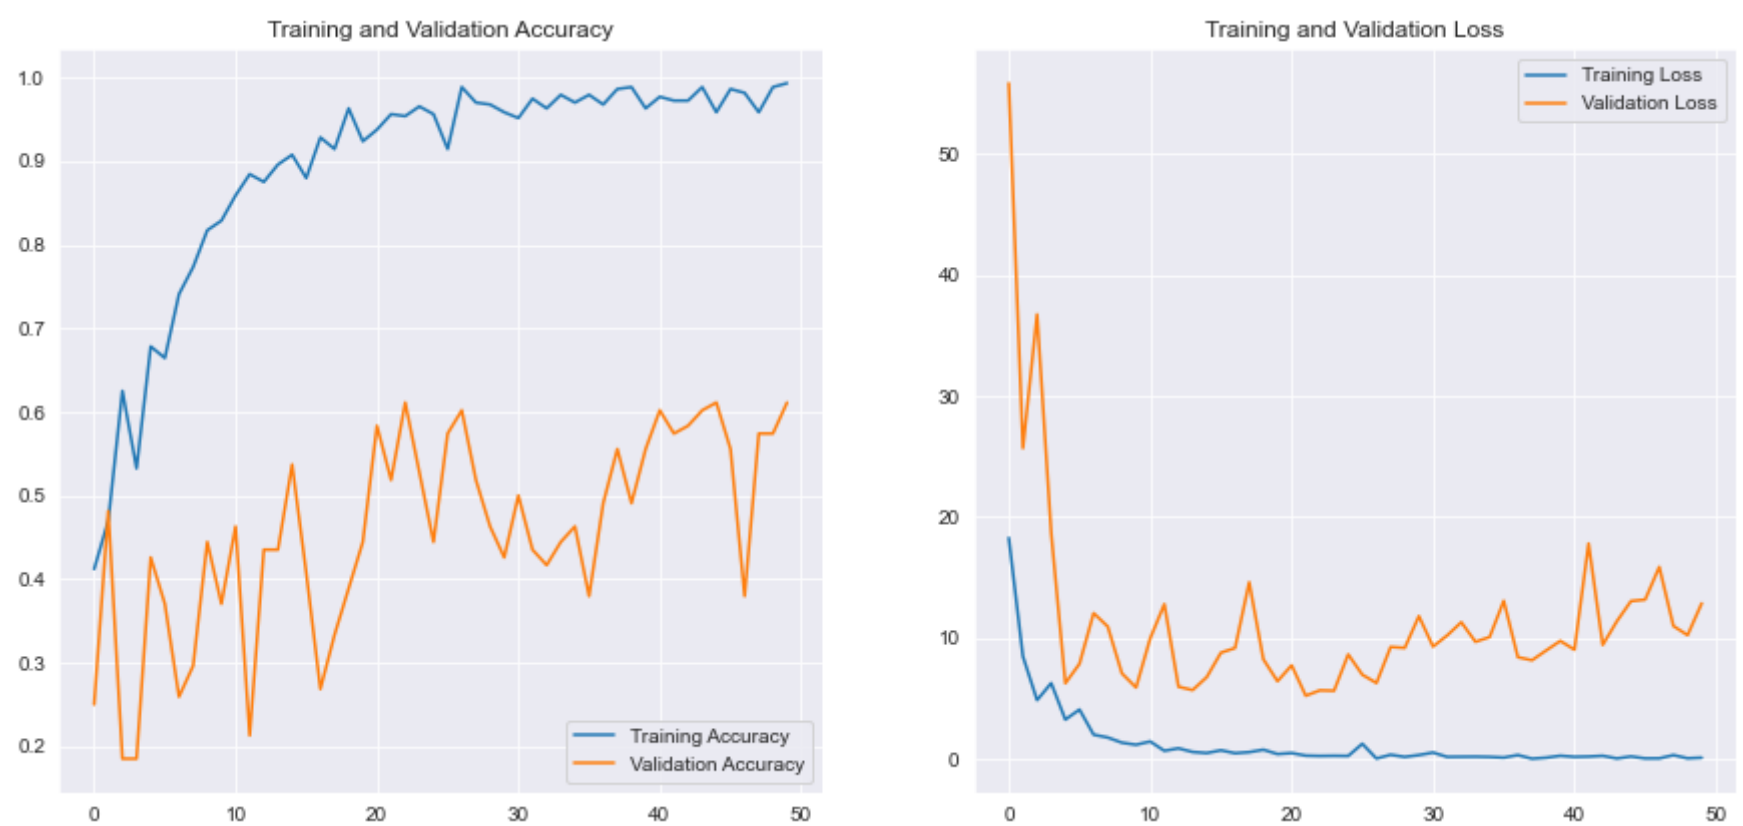 Training and Validation Accuracy
1.0
0.9
0.8
0.7
0.6
0.5
0.4
0.3
0.2
0 10 20 30 40 50
Training Accuracy
Validation Accuracy
Training and Validation Loss
50
40
30
20
10
0
0 10 20 30 40 50
Training Loss
Validation Loss